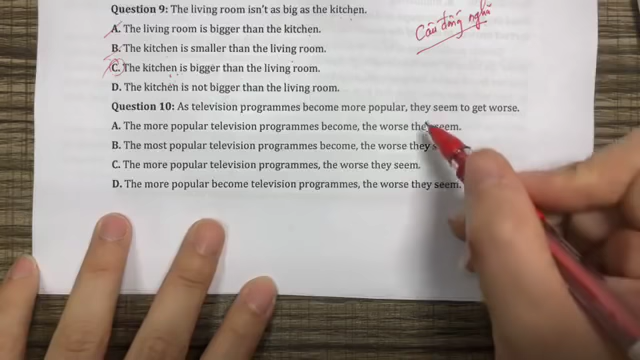 Question 9: The living room isn't as big as the kitchen.
A. The living room is bigger than the kitchen.
B. The kitchen is smaller than the living room.
C. The kitchen is bigger than the living room.
D. The kitchen is not bigger than the living room.
Câu đồng nghĩa
Question 10: As television programmes become more popular, they seem to get worse.
A. The more popular television programmes become, the worse they seem.
B. The most popular television programmes become, the worse they
C. The more popular television programmes, the worse they seem.
D. The more popular become television programmes, the worse they seem.